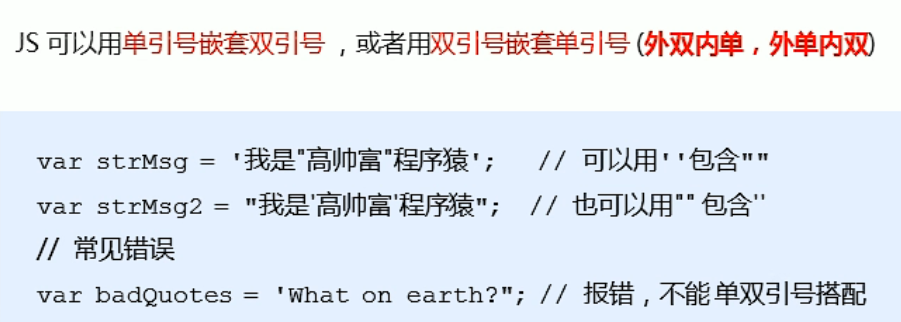 JS 可以用单引号嵌套双引号 ，或者用双引号嵌套单引号 (外双内单，外单内双)
var strMsg = '我是"高帅富"程序猿';   // 可以用''包含""
var strMsg2 = "我是'高帅富'程序猿";  // 也可以用"" 包含''
// 常见错误
var badQuotes = 'What on earth?"; // 报错，不能 单双引号搭配